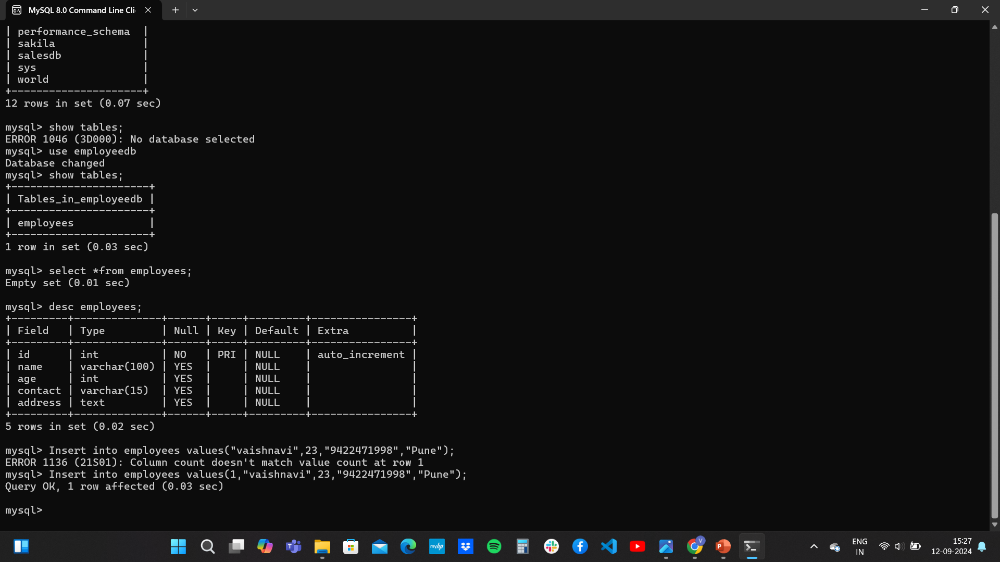 MySQL 8.0 Command Line Cli
| performance_schema  |
| sakila              |
| salesdb             |
| sys                 |
| world               |
+---------------------+
12 rows in set (0.07 sec)
mysql> show tables;
ERROR 1046 (3D000): No database selected
mysql> use employeedb
Database changed
mysql> show tables;
+----------------------+
| Tables_in_employeedb |
+----------------------+
| employees            |
+----------------------+
1 row in set (0.03 sec)
mysql> select *from employees;
Empty set (0.01 sec)
mysql> desc employees;
+---------+--------------+------+-----+---------+----------------+
| Field   | Type         | Null | Key | Default | Extra          |
+---------+--------------+------+-----+---------+----------------+
| id      | int          | NO   | PRI | NULL    | auto_increment |
| name    | varchar(100) | YES  |     | NULL    |                |
| age     | int          | YES  |     | NULL    |                |
| contact | varchar(15)  | YES  |     | NULL    |                |
| address | text         | YES  |     | NULL    |                |
+---------+--------------+------+-----+---------+----------------+
5 rows in set (0.02 sec)
mysql> Insert into employees values("vaishnavi",23,"9422471998","Pune");
ERROR 1136 (21S01): Column count doesn't match value count at row 1
mysql> Insert into employees values(1,"vaishnavi",23,"9422471998","Pune");
Query OK, 1 row affected (0.03 sec)
mysql>
myhp
V
ENG
IN
15:27
12-09-2024